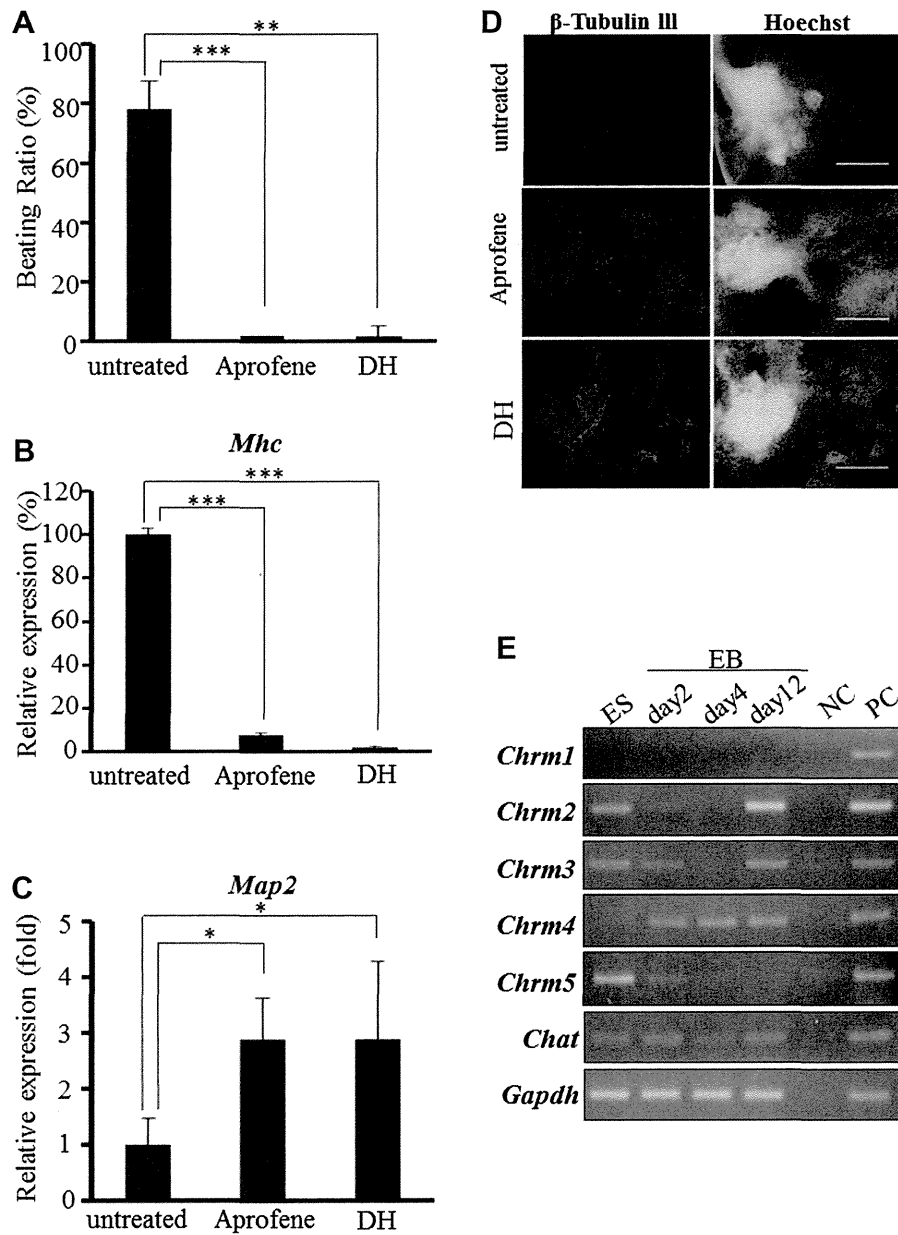 A
Beating Ratio (%)
100
80
60
40
20
0
**
***
untreated Aprofene DH
B
Mhc
Relative expression (%)
120
100
80
60
40
20
0
***
***
untreated Aprofene DH
C
Map2
Relative expression (fold)
5
4
3
2
1
0
*
*
untreated Aprofene DH
D
β-Tubulin III Hoechst
untreated
Aprofene
DH
E
EB
ES day2 day4 day12 NC PC
Chrm1
Chrm2
Chrm3
Chrm4
Chrm5
Chat
Gapdh